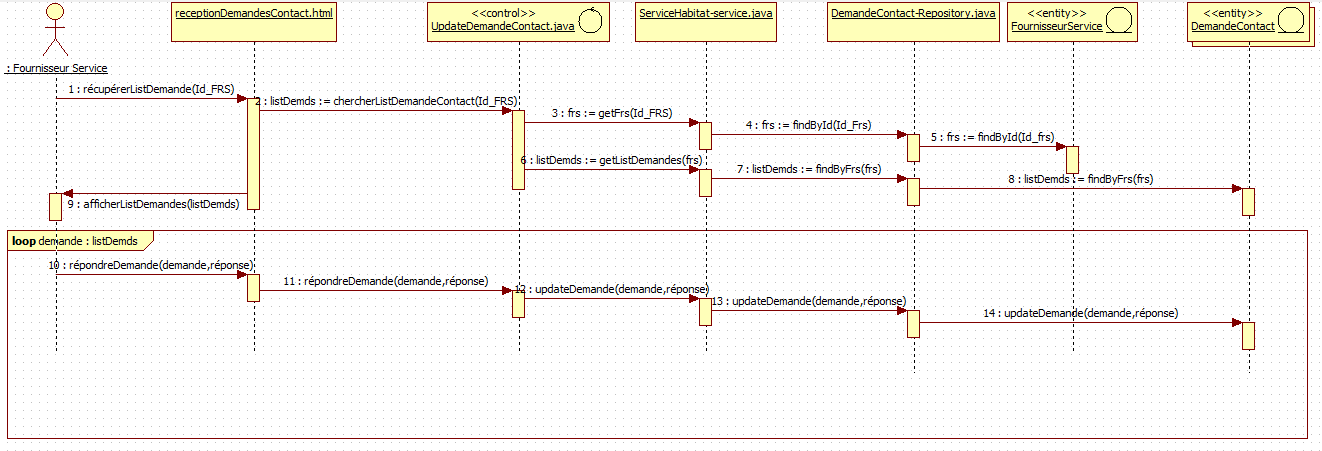 receptionDemandesContact.html
<<control>>
UpdateDemandeContact.java
ServiceHabitat-service.java
DemandeContact-Repository.java
<<entity>>
FournisseurService
<<entity>>
DemandeContact
: Fournisseur Service
1 : récupérerListDemande(Id_FRS)
2 : listDemds := chercherListDemandeContact(Id_FRS)
3 : frs := getFrs(Id_FRS)
4 : frs := findById(Id_Frs)
5 : frs := findById(Id_frs)
6 : listDemds := getListDemandes(frs)
7 : listDemds := findByFrs(frs)
8 : listDemds := findByFrs(frs)
9 : afficherListDemandes(listDemds)
loop demande : listDemds
10 : répondreDemande(demande,réponse)
11 : répondreDemande(demande,réponse)
12 : updateDemande(demande,réponse)
13 : updateDemande(demande,réponse)
14 : updateDemande(demande,réponse)